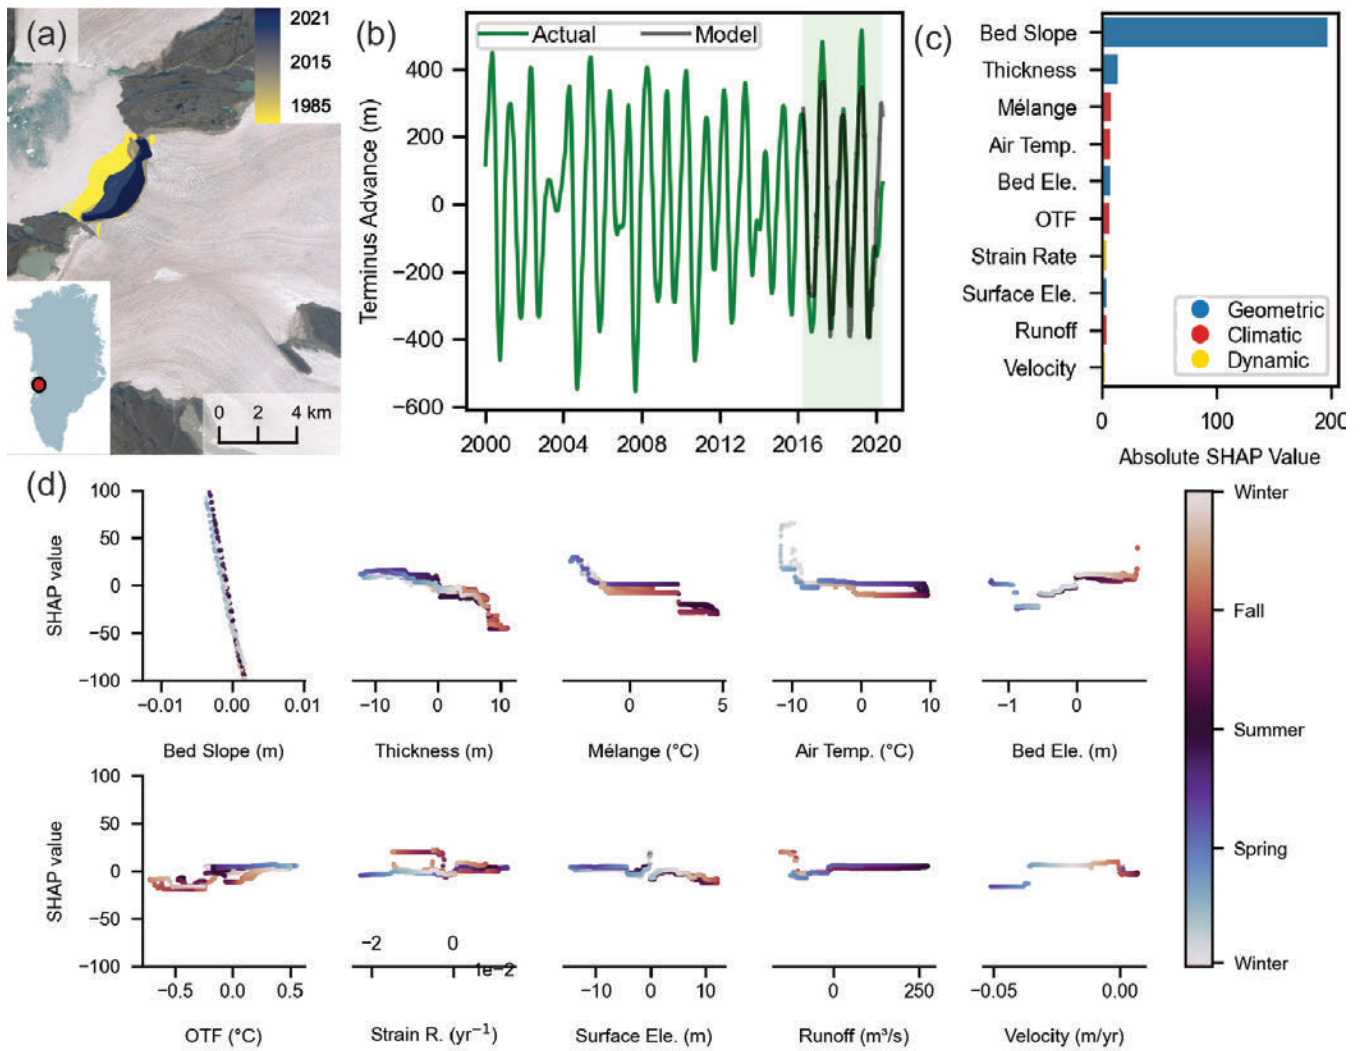 (a)
2021
2015
1985
0 2 4 km
(b)
Actual Model
Terminus Advance (m)
400
200
0
−200
−400
−600
2000 2004 2008 2012 2016 2020
(c)
Bed Slope
Thickness
Mélange
Air Temp.
Bed Ele.
OTF
Strain Rate
Surface Ele.
Runoff
Velocity
Geometric
Climatic
Dynamic
0 100 200
Absolute SHAP Value
(d)
SHAP value
100
50
0
−50
−100
−0.01 0.00 0.01
Bed Slope (m)
−10 0 10
Thickness (m)
0 5
Mélange (°C)
−10 0 10
Air Temp. (°C)
−1 0
Bed Ele. (m)
SHAP value
100
50
0
−50
−100
−0.5 0.0 0.5
OTF (°C)
−2 0
1e−2
Strain R. (yr⁻¹)
−10 0 10
Surface Ele. (m)
0 250
Runoff (m³/s)
−0.05 0.00
Velocity (m/yr)
Winter
Fall
Summer
Spring
Winter